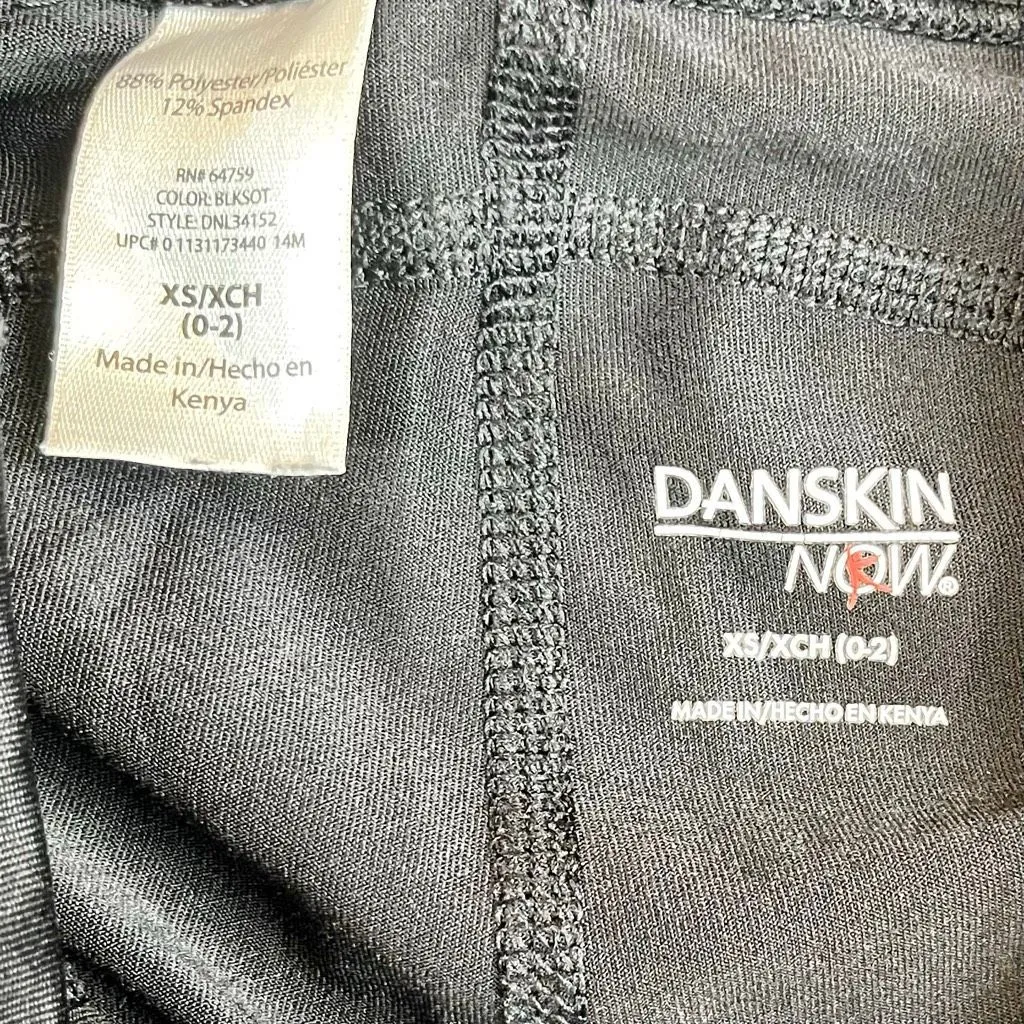 88% Polyester/Poliéster
12% Spandex
RN# 64759
COLOR: BLKSOT
STYLE: DNL34152
UPC# 0 1131173440 14M
XS/XCH
(0-2)
Made in/Hecho en
Kenya
DANSKIN
NOW®
R
XS/XCH (0-2)
MADE IN/HECHO EN KENYA